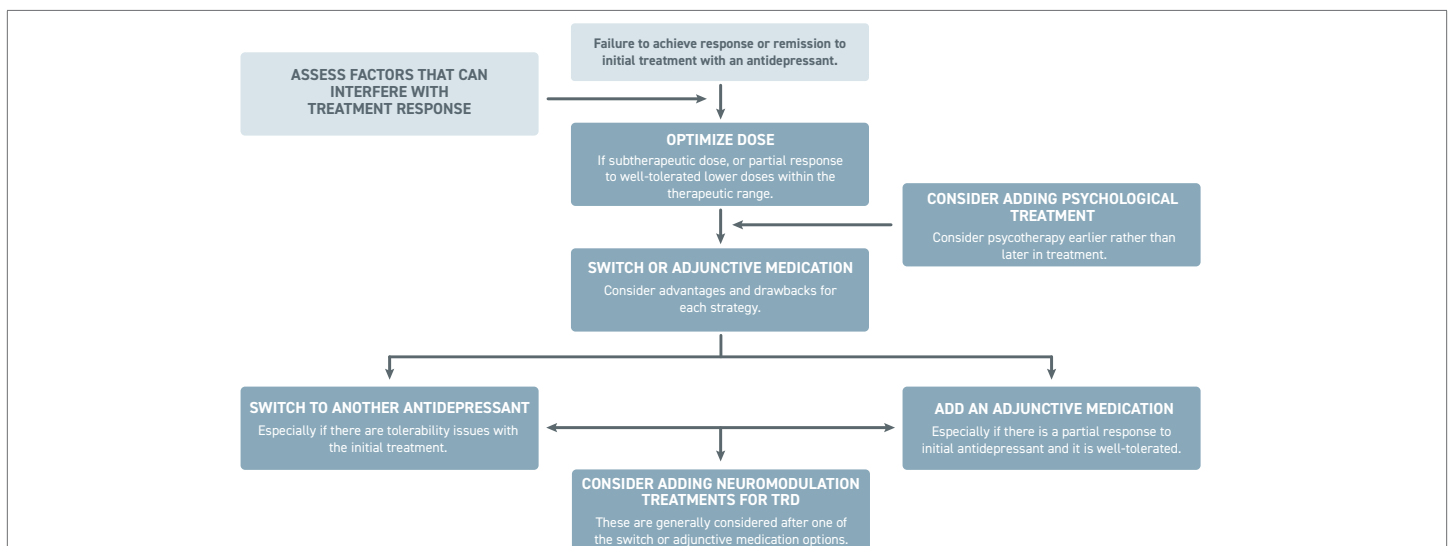 Failure to achieve response or remission to
initial treatment with an antidepressant.
ASSESS FACTORS THAT CAN
INTERFERE WITH
TREATMENT RESPONSE
OPTIMIZE DOSE
If subtherapeutic dose, or partial response
to well-tolerated lower doses within the
therapeutic range.
CONSIDER ADDING PSYCHOLOGICAL
TREATMENT
Consider psycotherapy earlier rather than
later in treatment.
SWITCH OR ADJUNCTIVE MEDICATION
Consider advantages and drawbacks for
each strategy.
SWITCH TO ANOTHER ANTIDEPRESSANT
Especially if there are tolerability issues with
the initial treatment.
ADD AN ADJUNCTIVE MEDICATION
Especially if there is a partial response to
initial antidepressant and it is well-tolerated.
CONSIDER ADDING NEUROMODULATION
TREATMENTS FOR TRD
These are generally considered after one of
the switch or adjunctive medication options.